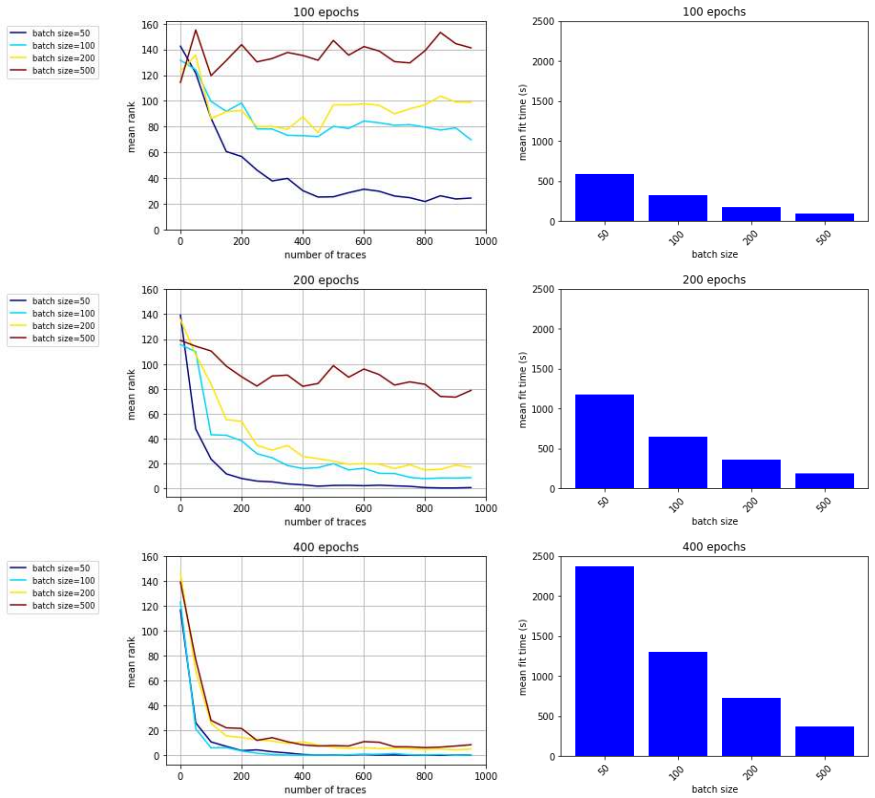 100 epochs
batch size=50
batch size=100
batch size=200
batch size=500
mean rank
160
140
120
100
80
60
40
20
0
0 200 400 600 800 1000
number of traces
100 epochs
mean fit time (s)
2500
2000
1500
1000
500
0
50 100 200 500
batch size
200 epochs
batch size=50
batch size=100
batch size=200
batch size=500
mean rank
160
140
120
100
80
60
40
20
0
0 200 400 600 800 1000
number of traces
200 epochs
mean fit time (s)
2500
2000
1500
1000
500
0
50 100 200 500
batch size
400 epochs
batch size=50
batch size=100
batch size=200
batch size=500
mean rank
160
140
120
100
80
60
40
20
0
0 200 400 600 800 1000
number of traces
400 epochs
mean fit time (s)
2500
2000
1500
1000
500
0
50 100 200 500
batch size